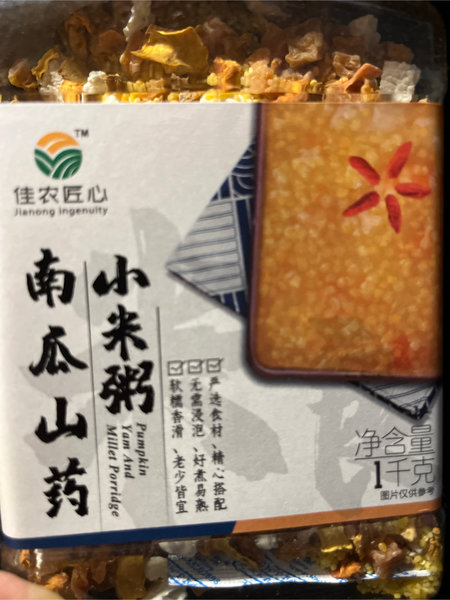 TM
佳农匠心
Jianong Ingenuity
南瓜山药
小米粥
Pumpkin
Yam And
Millet Porridge
严选食材、精心搭配
无需浸泡、好煮易熟
软糯香滑、老少皆宜
净含量
1千克
图片仅供参考